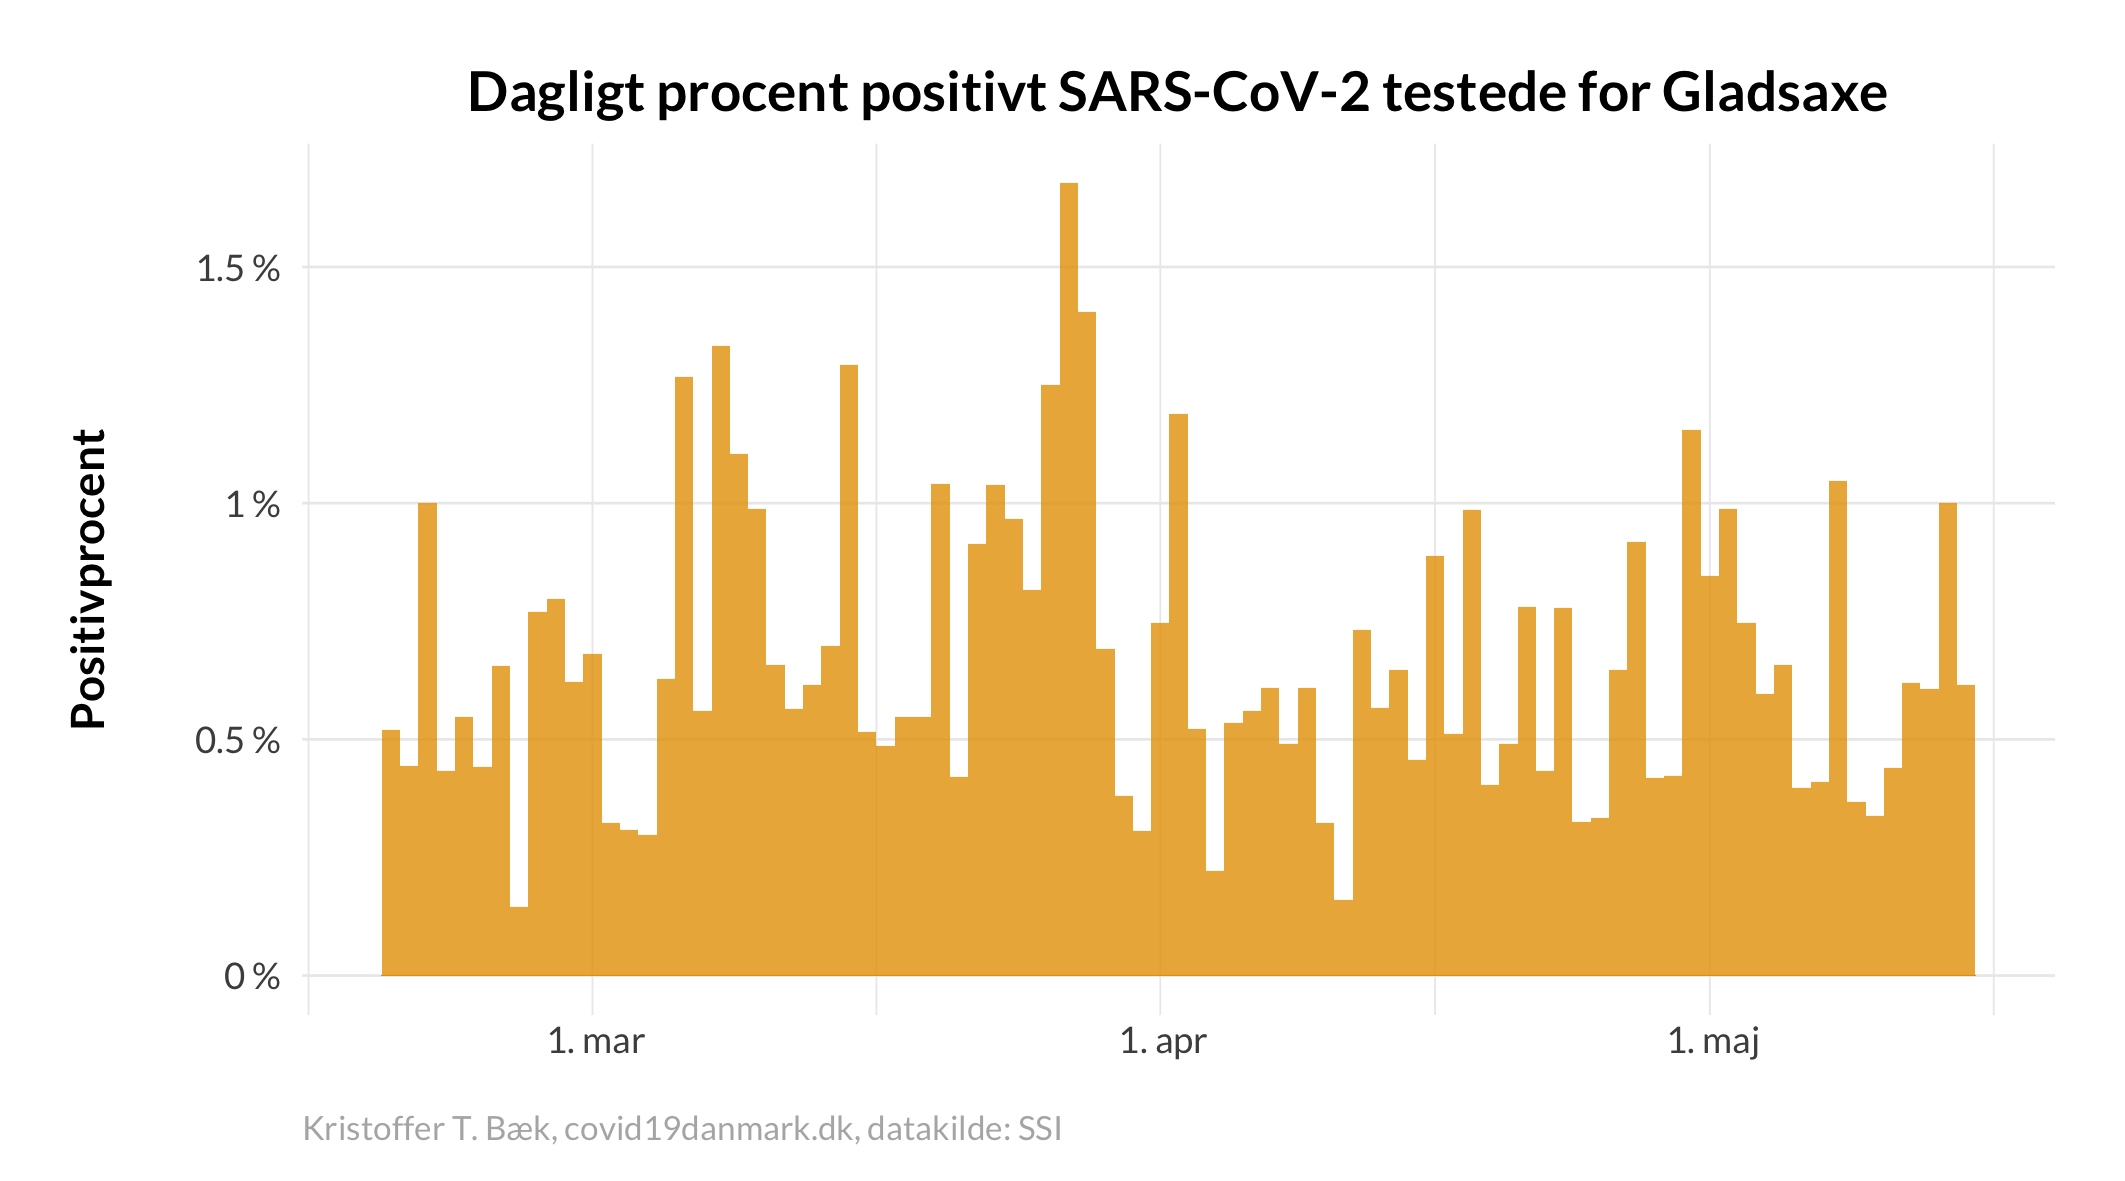 Dagligt procent positivt SARS-CoV-2 testede for Gladsaxe
Positivprocent
1.5 %
1 %
0.5 %
0 %
1. mar
1. apr
1. maj
Kristoffer T. Bæk, covid19danmark.dk, datakilde: SSI